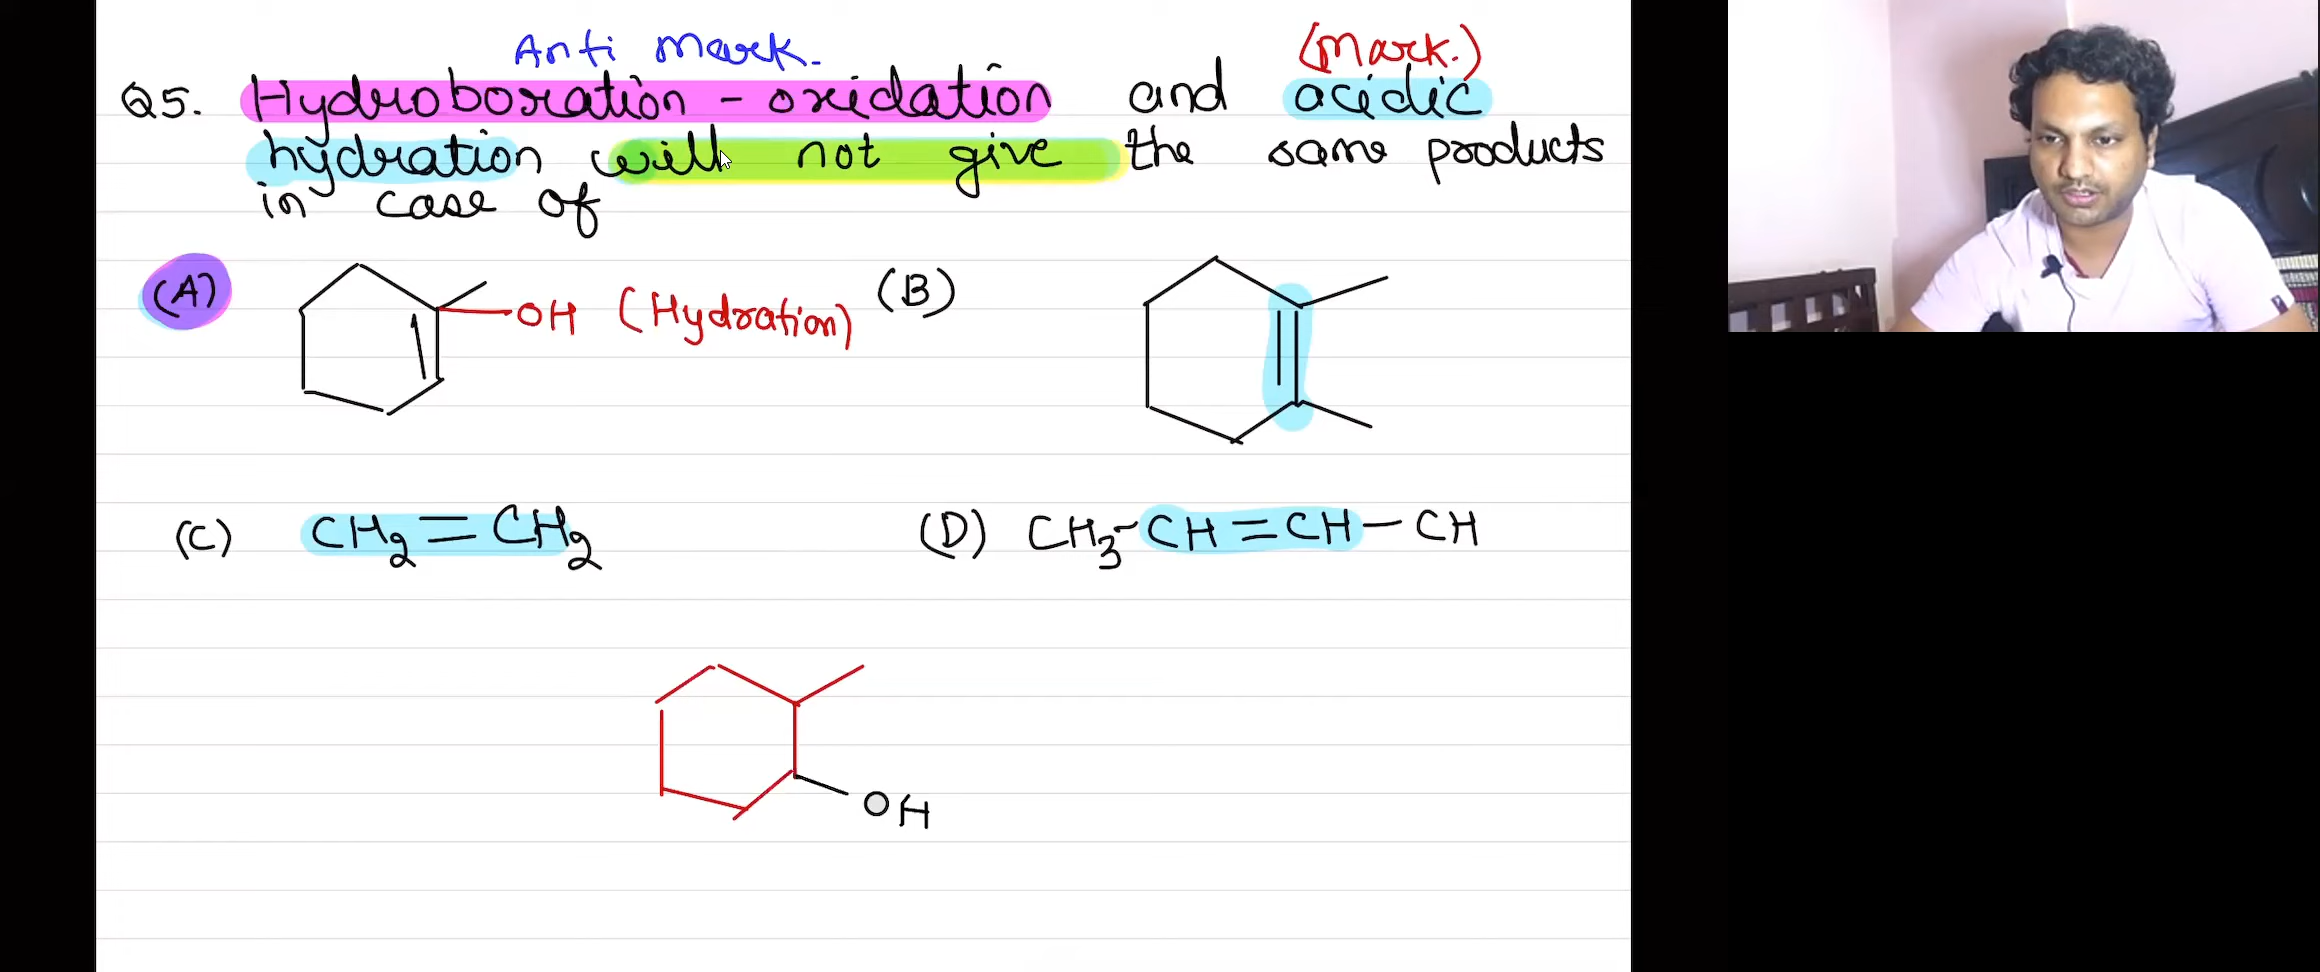 Anti Mark.
(Mark.)
Q5. Hydroboration - oxidation and acidic
hydration will not give the same products
in case of
(A)
OH (Hydration)
(B)
(C) CH2 = CH2
(D) CH3-CH=CH-CH
OH